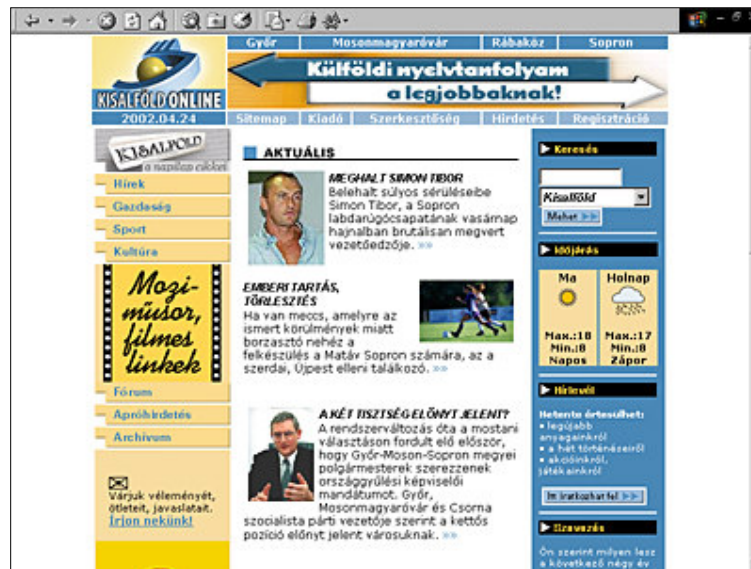 Győr Mosonmagyaróvár Rábaköz Sopron
Külföldi nyelvtanfolyam
a legjobbaknak!
KISALFÖLD ONLINE
2002.04.24
Sitemap Kiadó Szerkesztőség Hirdetés Regisztráció
KISALFÖLD
a napilap cikkei
Hírek
Gazdaság
Sport
Kultúra
Mozi-
műsor,
filmes
linkek
Fórum
Apróhirdetés
Archívum
Várjuk véleményét,
ötleteit, javaslatait.
Írjon nekünk!
AKTUÁLIS
MEGHALT SIMON TIBOR
Belehalt súlyos sérüléseibe
Simon Tibor, a Sopron
labdarúgócsapatának vasárnap
hajnalban brutálisan megvert
vezetőedzője. »»
EMBERI TARTÁS,
TÖRLESZTÉS
Ha van meccs, amelyre az
ismert körülmények miatt
borzasztó nehéz a
felkészülés a Matáv Sopron számára, az a
szerdai, Újpest elleni találkozó. »»
A KÉT TISZTSÉG ELŐNYT JELENT?
A rendszerváltozás óta a mostani
választáson fordult elő először,
hogy Győr-Moson-Sopron megyei
polgármesterek szerezzenek
országgyűlési képviselői
mandátumot. Győr,
Mosonmagyaróvár és Csorna
szocialista párti vezetője szerint a kettős
pozíció előnyt jelent városuknak. »»
Keresés
Kisalföld
Mehet >>
Időjárás
Ma Holnap
Max.:18 Max.:17
Min.:8 Min.:8
Napos Zápor
Hírlevél
Hetente értesülhet:
• legújabb
anyagainkról
• a hét történéseiről
• akcióinkról,
játékainkról
Itt iratkozhat fel >>
Szavazás
Ön szerint milyen lesz
a következő négy év